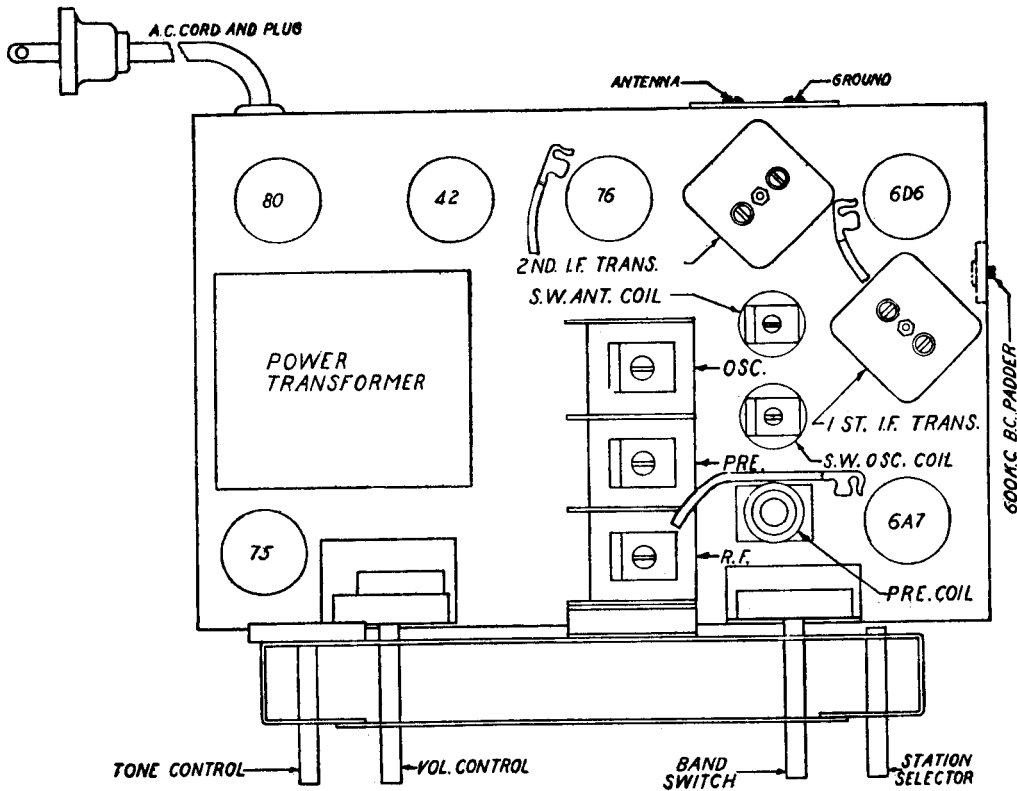 A.C. CORD AND PLUG
ANTENNA
GROUND
80
42
76
6D6
2ND. I.F. TRANS.
S.W. ANT. COIL
POWER
TRANSFORMER
OSC.
1 ST. I.F. TRANS.
600 K.C. B.C. PADDER
PRE.
S.W. OSC. COIL
6A7
75
R.F.
PRE. COIL
TONE CONTROL
VOL. CONTROL
BAND
SWITCH
STATION
SELECTOR